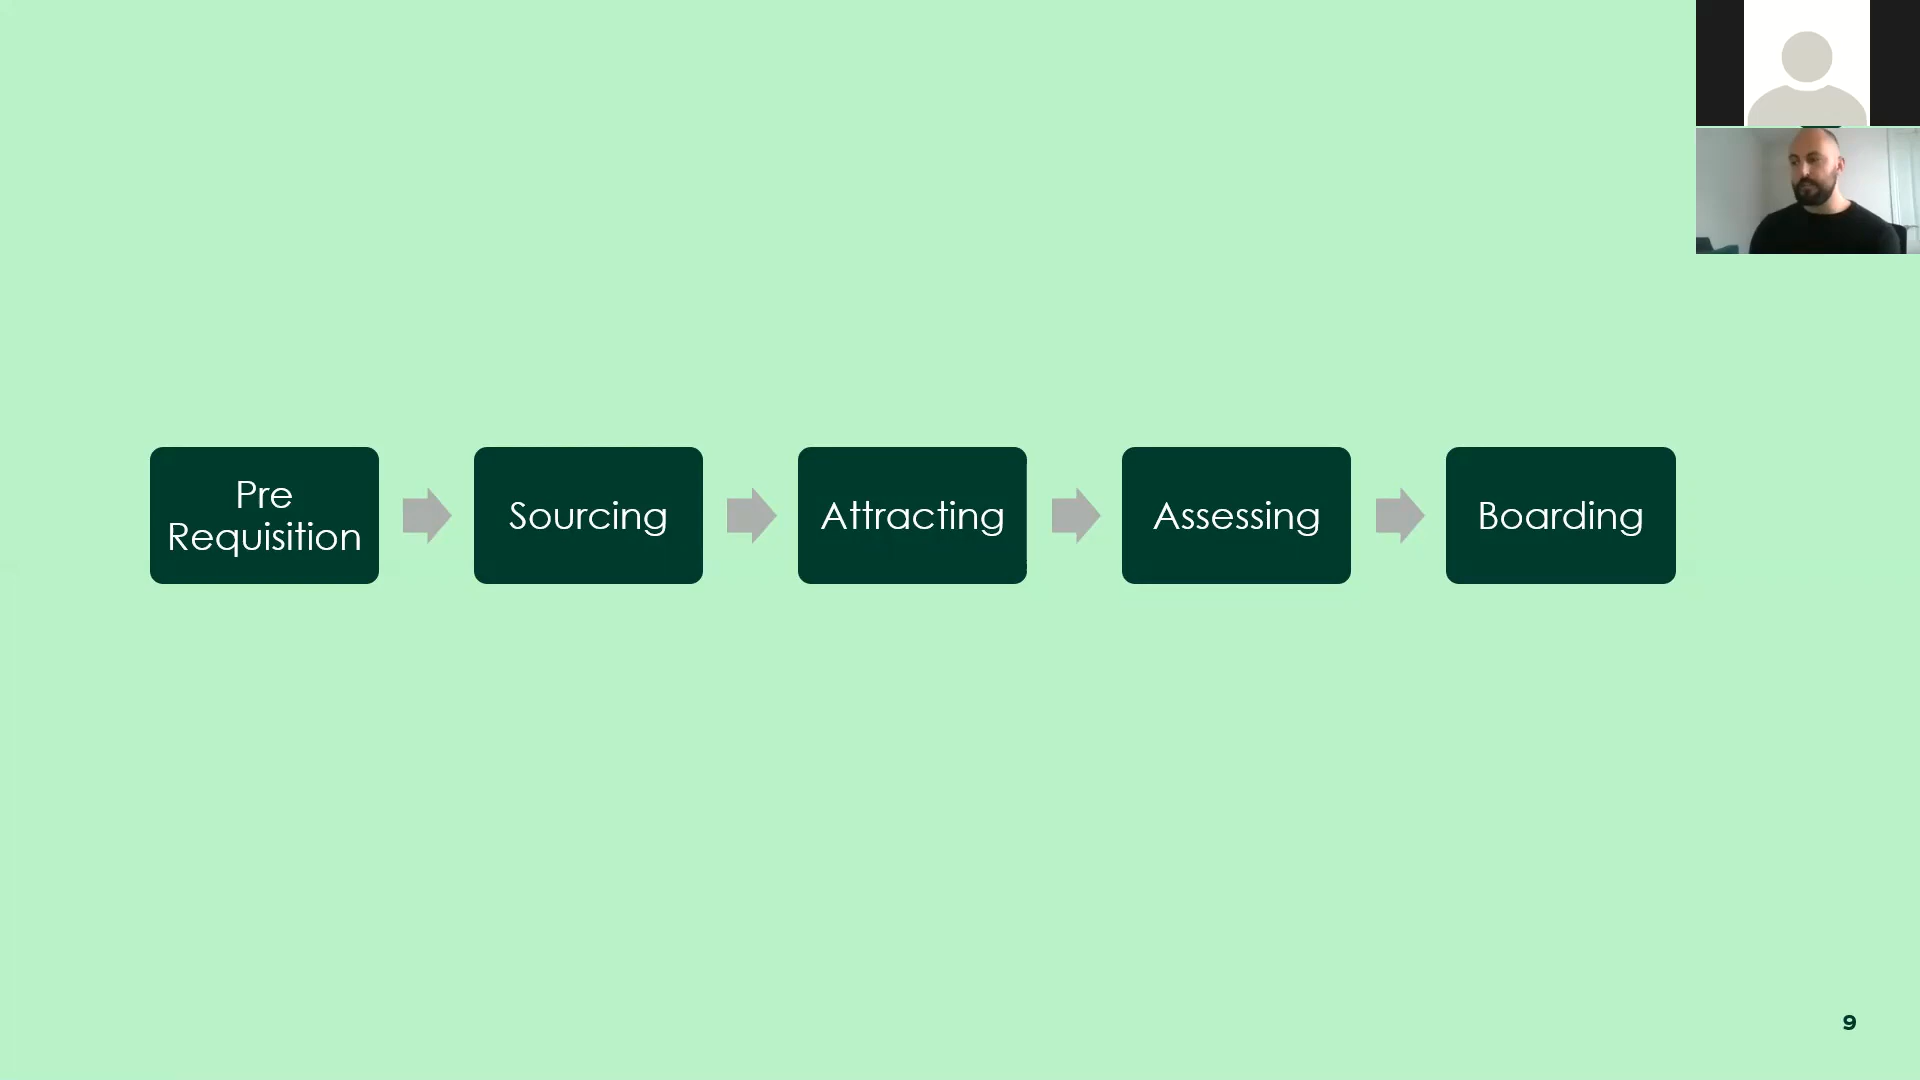 Pre
Requisition
Sourcing
Attracting
Assessing
Boarding
9